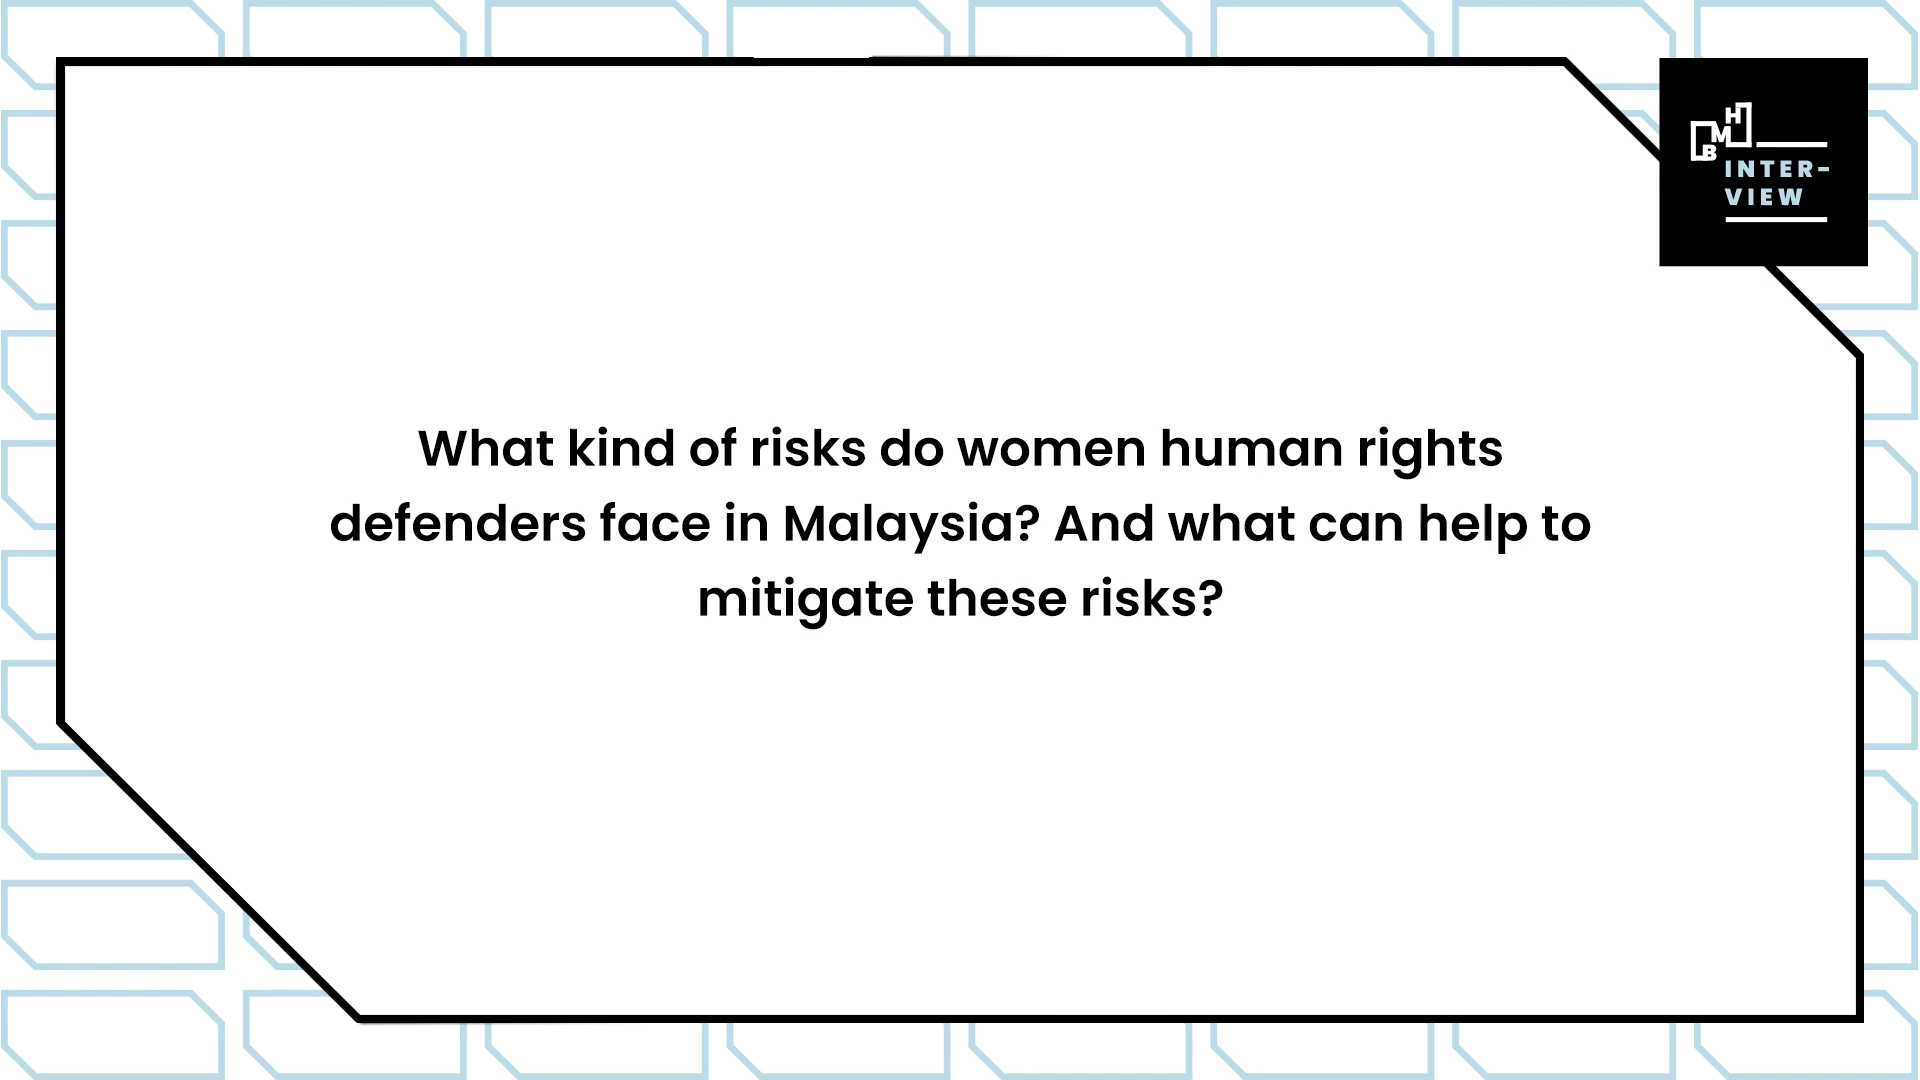 H
M
B
INTER-
VIEW
What kind of risks do women human rights
defenders face in Malaysia? And what can help to
mitigate these risks?